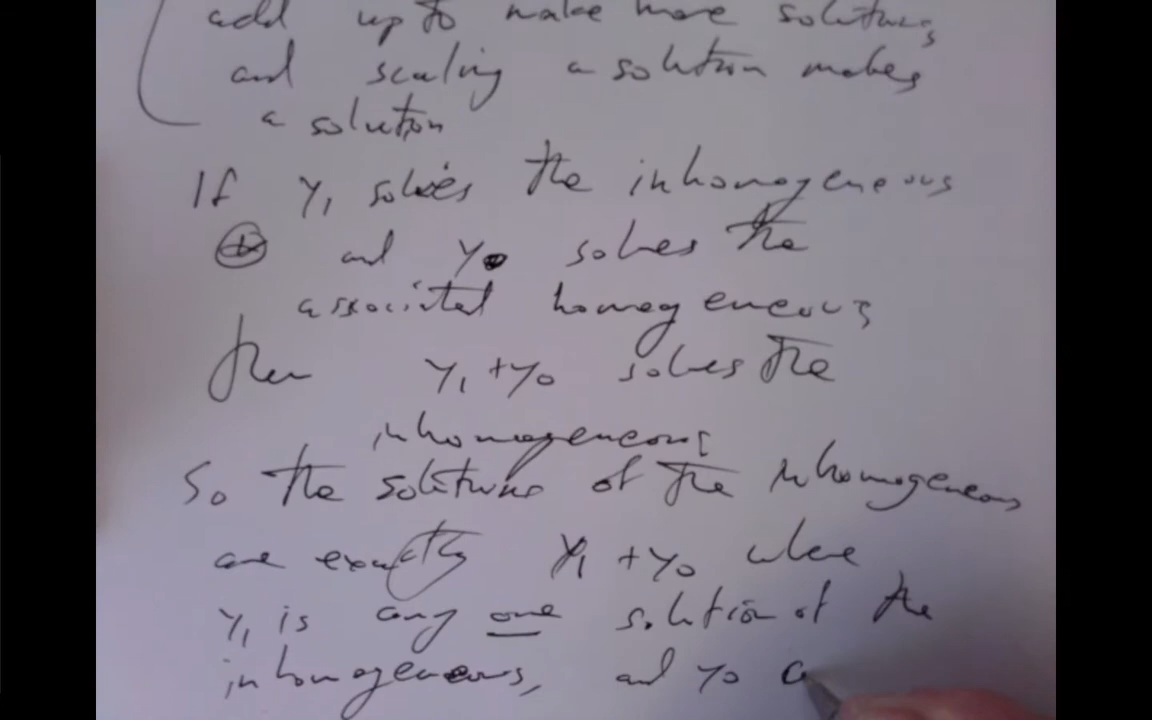 add up to make more solutions,
and scaling a solution makes
a solution
If y₁ solves the inhomogeneous
⊕ and y₀ solves the
associated homogeneous
then y₁ + y₀ solves the
inhomogeneous
So the solutions of the inhomogeneous
are exactly y₁ + y₀ where
y₁ is any one solution of the
inhomogeneous, and y₀ a